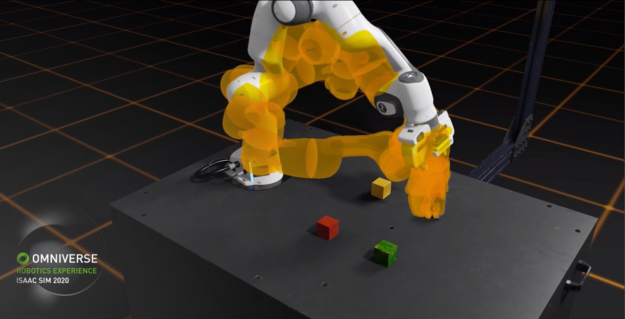 OMNIVERSE
ROBOTICS EXPERIENCE
ISAAC SIM 2020